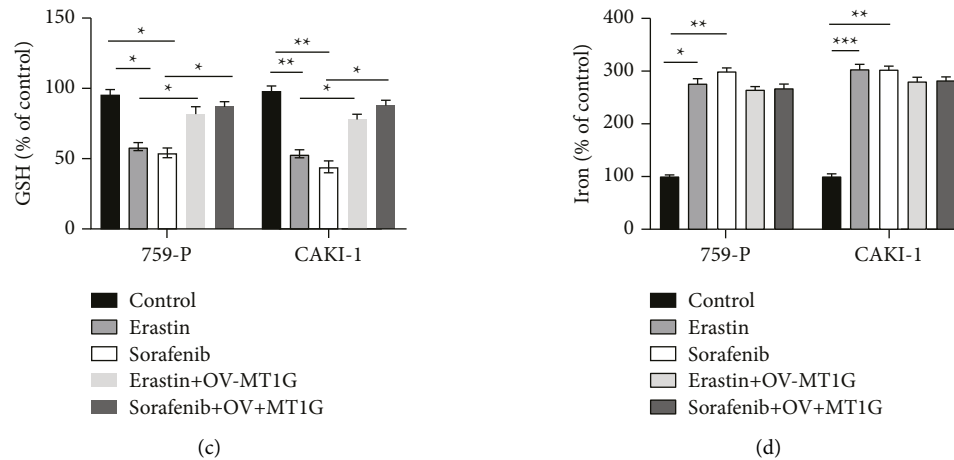 GSH (% of control)
150
100
50
0
*
*
*
*
**
**
*
*
759-P
CAKI-1
Control
Erastin
Sorafenib
Erastin+OV-MT1G
Sorafenib+OV+MT1G
(c)
Iron (% of control)
400
300
200
100
0
**
*
**
***
759-P
CAKI-1
Control
Erastin
Sorafenib
Erastin+OV-MT1G
Sorafenib+OV+MT1G
(d)